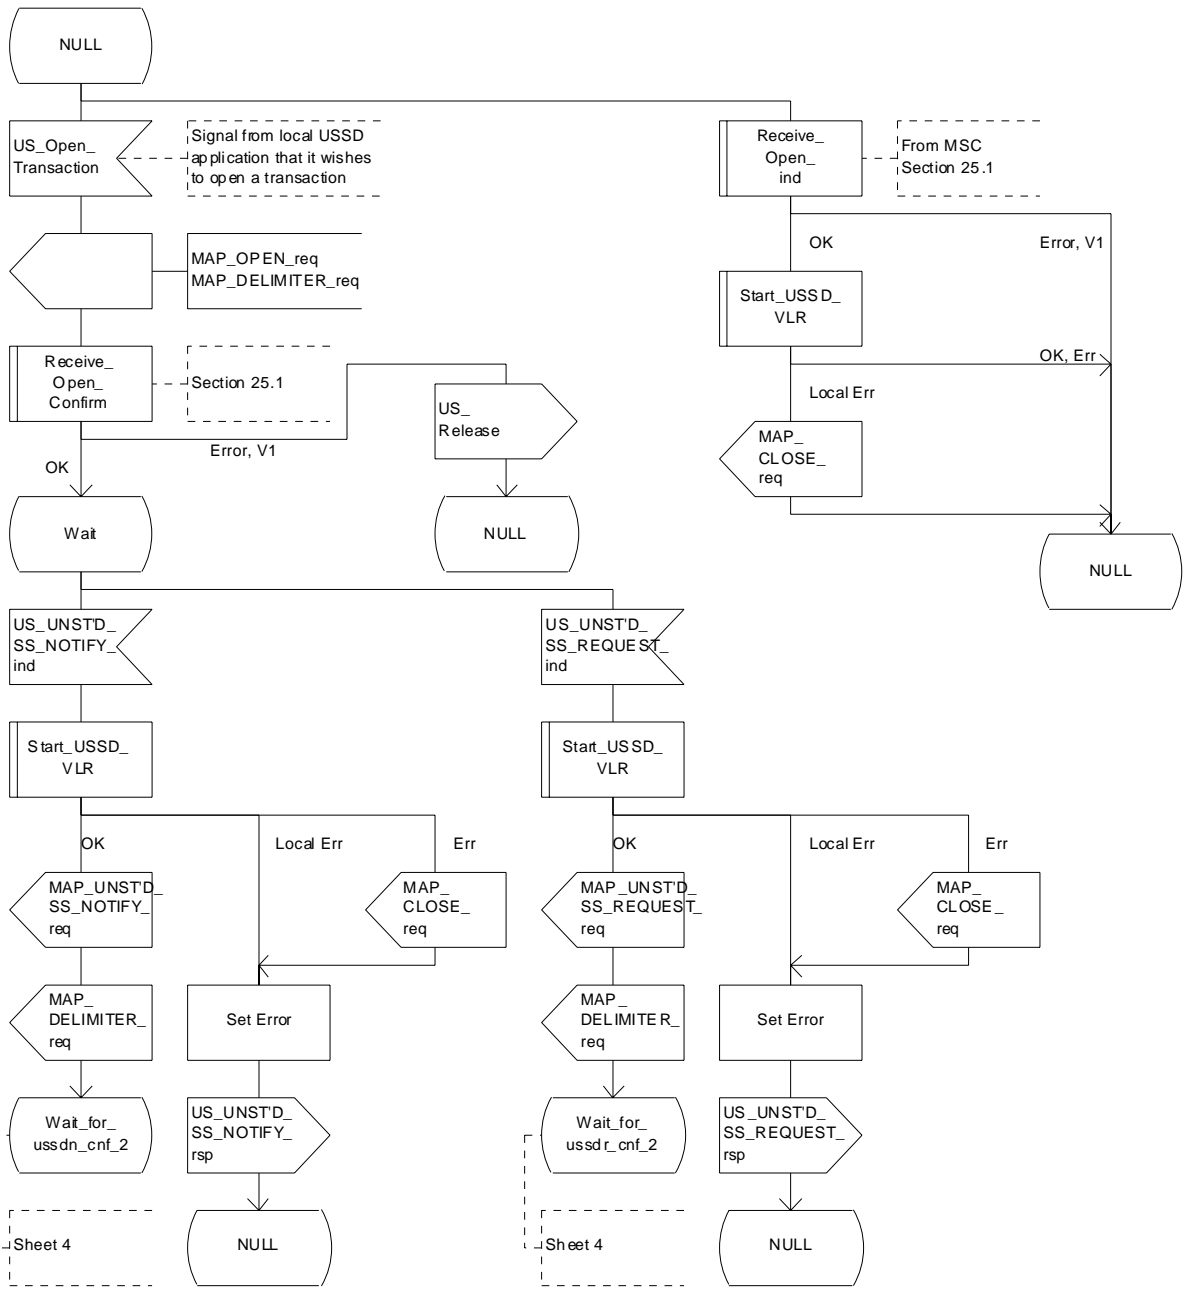 NULL
US_Open_
Transaction
Signal from local USSD
application that it wishes
to open a transaction
Receive_
Open_
ind
From MSC
Section 25.1
OK
Error, V1
MAP_OPEN_req
MAP_DELIMITER_req
Start_USSD_
VLR
Receive_
Open_
Confirm
Section 25.1
OK, Err
Local Err
US_
Release
Error, V1
OK
MAP_
CLOSE_
req
Wait
NULL
NULL
US_UNST'D_
SS_NOTIFY_
ind
US_UNST'D_
SS_REQUEST_
ind
Start_USSD_
VLR
Start_USSD_
VLR
OK
Local Err
Err
OK
Local Err
Err
MAP_UNST'D_
SS_NOTIFY_
req
MAP_
CLOSE_
req
MAP_UNST'D_
SS_REQUEST_
req
MAP_
CLOSE_
req
MAP_
DELIMITER_
req
Set Error
MAP_
DELIMITER_
req
Set Error
Wait_for_
ussdn_cnf_2
US_UNST'D_
SS_NOTIFY_
rsp
Wait_for_
ussdr_cnf_2
US_UNST'D_
SS_REQUEST_
rsp
Sheet 4
NULL
Sheet 4
NULL